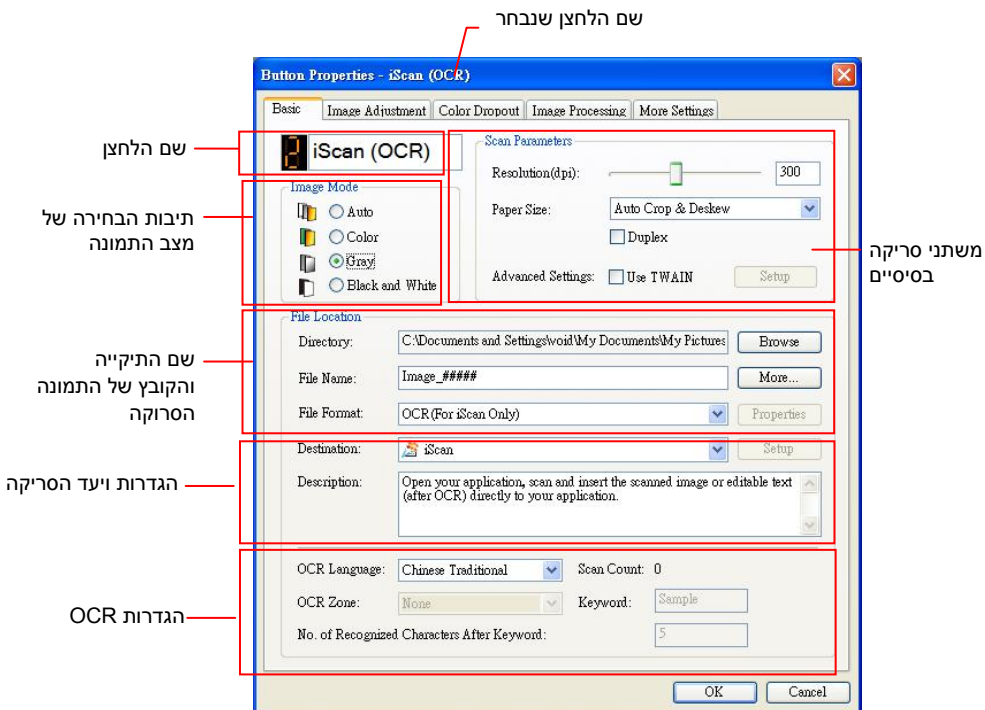 שם הלחצן שנבחר
Button Properties - iScan (OCR)
Basic Image Adjustment Color Dropout Image Processing More Settings
שם הלחצן
2 iScan (OCR)
תיבות הבחירה של
מצב התמונה
Image Mode
Auto
Color
Gray
Black and White
Scan Parameters
Resolution(dpi): 300
Paper Size: Auto Crop & Deskew
Duplex
Advanced Settings: Use TWAIN Setup
משתני סריקה
בסיסיים
שם התיקייה
והקובץ של התמונה
הסרוקה
File Location
Directory: C:\Documents and Settings\void\My Documents\My Pictures Browse
File Name: Image_##### More...
File Format: OCR(For iScan Only) Properties
הגדרות ויעד הסריקה
Destination: iScan Setup
Description: Open your application, scan and insert the scanned image or editable text
(after OCR) directly to your application.
הגדרות OCR
OCR Language: Chinese Traditional Scan Count: 0
OCR Zone: None Keyword: Sample
No. of Recognized Characters After Keyword: 5
OK Cancel